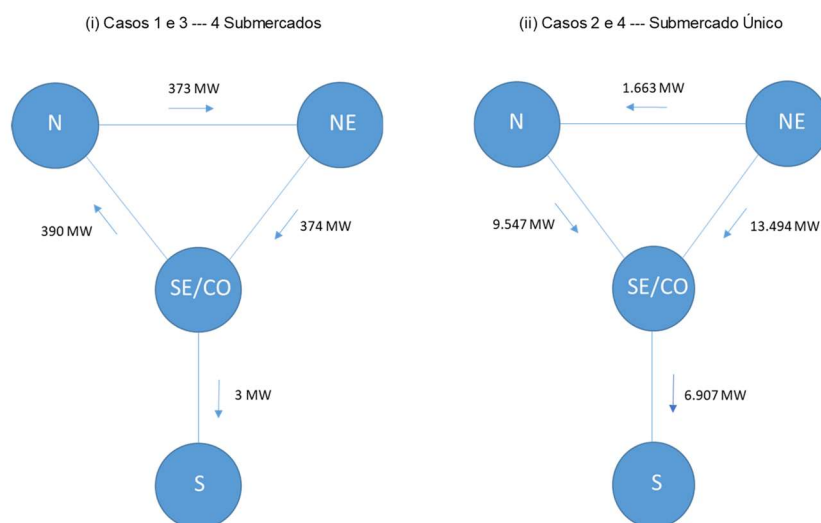 (i) Casos 1 e 3 --- 4 Submercados
373 MW
N
NE
390 MW
374 MW
SE/CO
3 MW
S
(ii) Casos 2 e 4 --- Submercado Único
1.663 MW
N
NE
9.547 MW
13.494 MW
SE/CO
6.907 MW
S